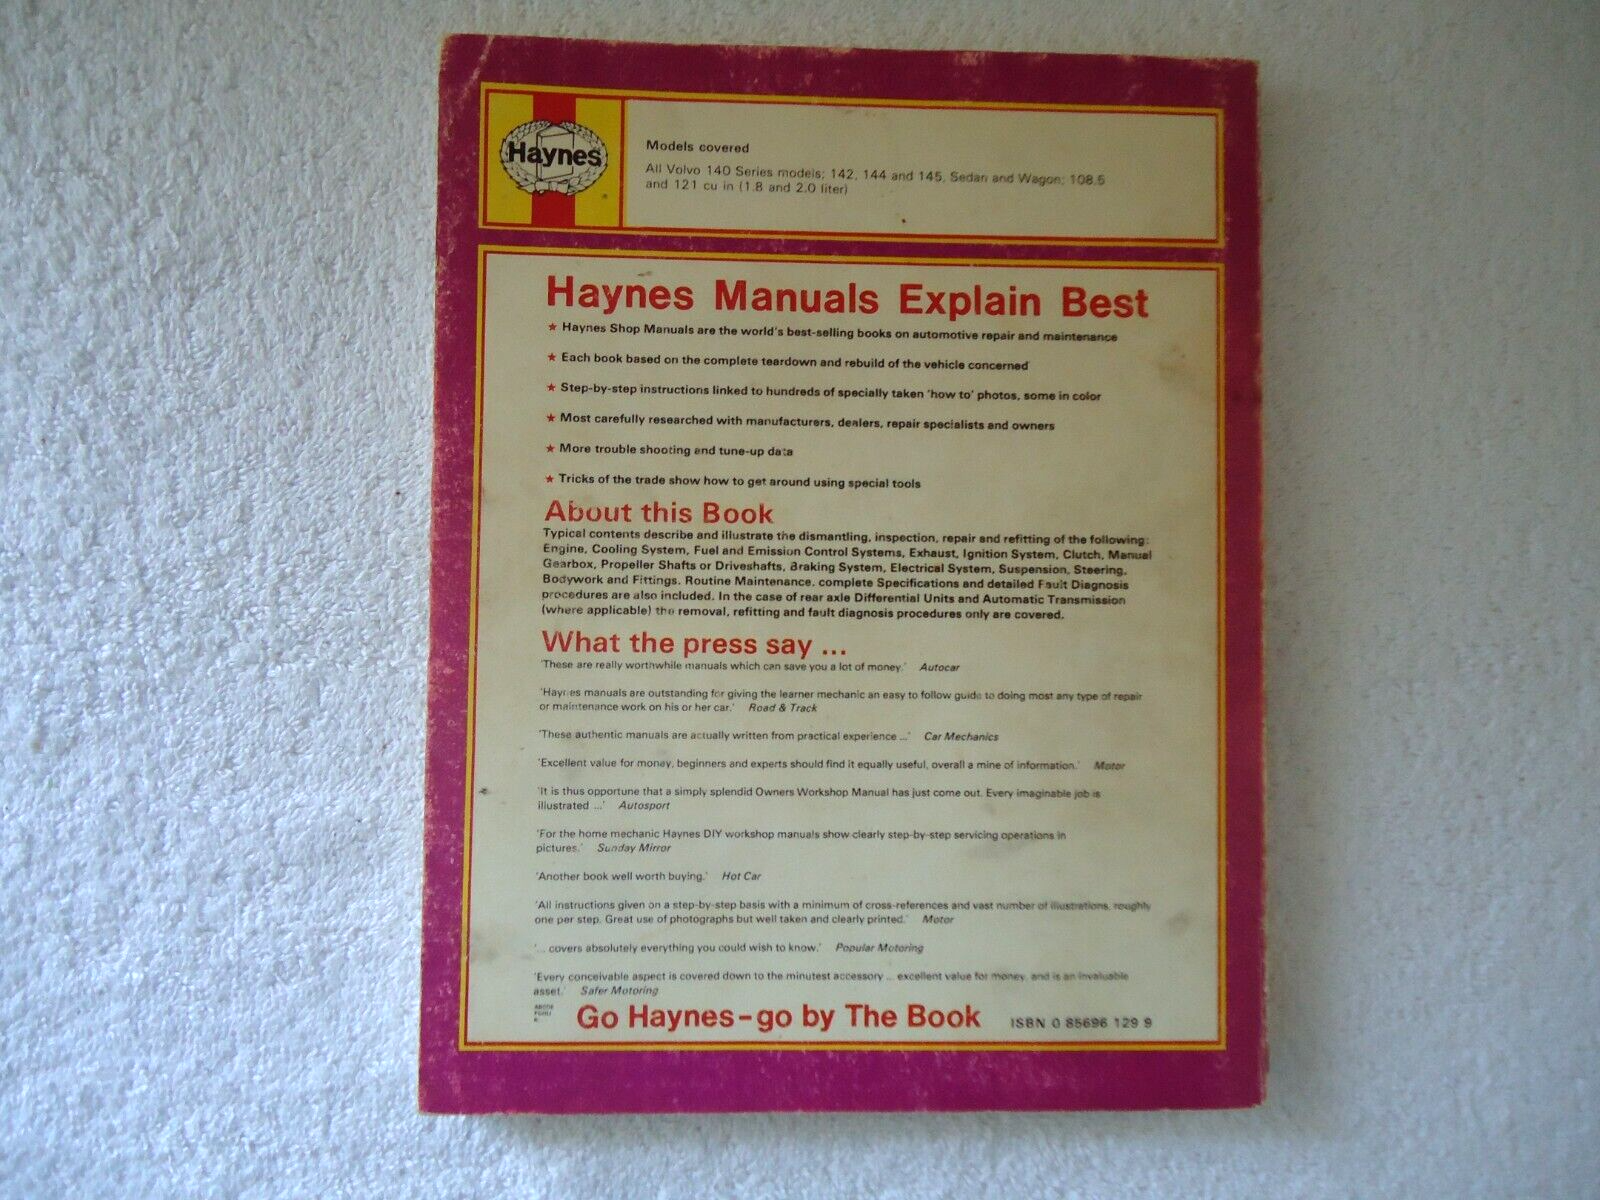 Haynes
Models covered
All Volvo 140 Series models; 142, 144 and 145, Sedan and Wagon; 108.5
and 121 cu in (1.8 and 2.0 liter)
Haynes Manuals Explain Best
★ Haynes Shop Manuals are the world's best-selling books on automotive repair and maintenance
★ Each book based on the complete teardown and rebuild of the vehicle concerned
★ Step-by-step instructions linked to hundreds of specially taken 'how to' photos, some in color
★ Most carefully researched with manufacturers, dealers, repair specialists and owners
★ More trouble shooting and tune-up data
★ Tricks of the trade show how to get around using special tools
About this Book
Typical contents describe and illustrate the dismantling, inspection, repair and refitting of the following:
Engine, Cooling System, Fuel and Emission Control Systems, Exhaust, Ignition System, Clutch, Manual
Gearbox, Propeller Shafts or Driveshafts, Braking System, Electrical System, Suspension, Steering,
Bodywork and Fittings. Routine Maintenance, complete Specifications and detailed Fault Diagnosis
procedures are also included. In the case of rear axle Differential Units and Automatic Transmission
(where applicable) the removal, refitting and fault diagnosis procedures only are covered.
What the press say ...
'These are really worthwhile manuals which can save you a lot of money.' Autocar
'Haynes manuals are outstanding for giving the learner mechanic an easy to follow guide to doing most any type of repair
or maintenance work on his or her car.' Road & Track
'These authentic manuals are actually written from practical experience ...' Car Mechanics
'Excellent value for money, beginners and experts should find it equally useful, overall a mine of information.' Motor
'It is thus opportune that a simply splendid Owners Workshop Manual has just come out. Every imaginable job is
illustrated ...' Autosport
'For the home mechanic Haynes DIY workshop manuals show clearly step-by-step servicing operations in
pictures.' Sunday Mirror
'Another book well worth buying.' Hot Car
'All instructions given on a step-by-step basis with a minimum of cross-references and vast number of illustrations, roughly
one per step. Great use of photographs but well taken and clearly printed.' Motor
'... covers absolutely everything you could wish to know.' Popular Motoring
'Every conceivable aspect is covered down to the minutest accessory ... excellent value for money, and is an invaluable
asset.' Safer Motoring
Go Haynes-go by The Book
ISBN 0 85696 129 9